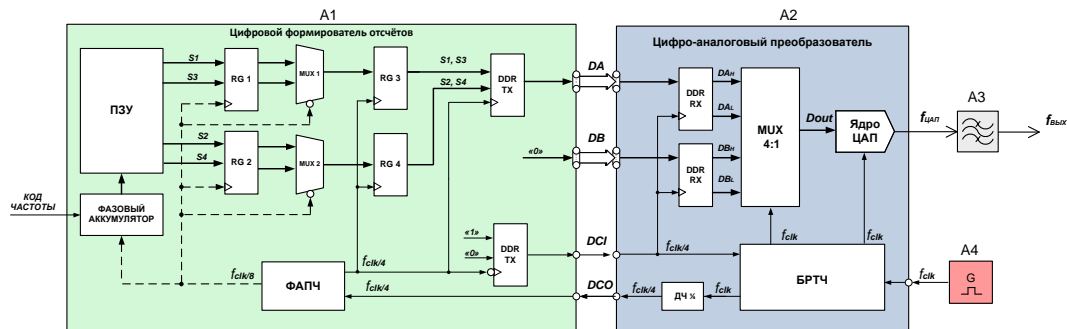 A1
A2
Цифровой формирователь отсчётов
Цифро-аналоговый преобразователь
ПЗУ
S1
S3
RG 1
MUX 1
RG 3
S1, S3
S2, S4
DDR
TX
DA
DDR
RX
DAH
DAL
MUX
4:1
Dout
Ядро
ЦАП
fЦАП
A3
fВЫХ
S2
S4
RG 2
MUX 2
RG 4
«0»
DB
DDR
RX
DBH
DBL
КОД
ЧАСТОТЫ
ФАЗОВЫЙ
АККУМУЛЯТОР
«1»
«0»
DDR
TX
DCI
fclk/4
fclk
fclk
A4
fclk/8
ФАПЧ
fclk/4
fclk/4
DCO
fclk/4
ДЧ ¼
fclk
БРТЧ
fclk
G